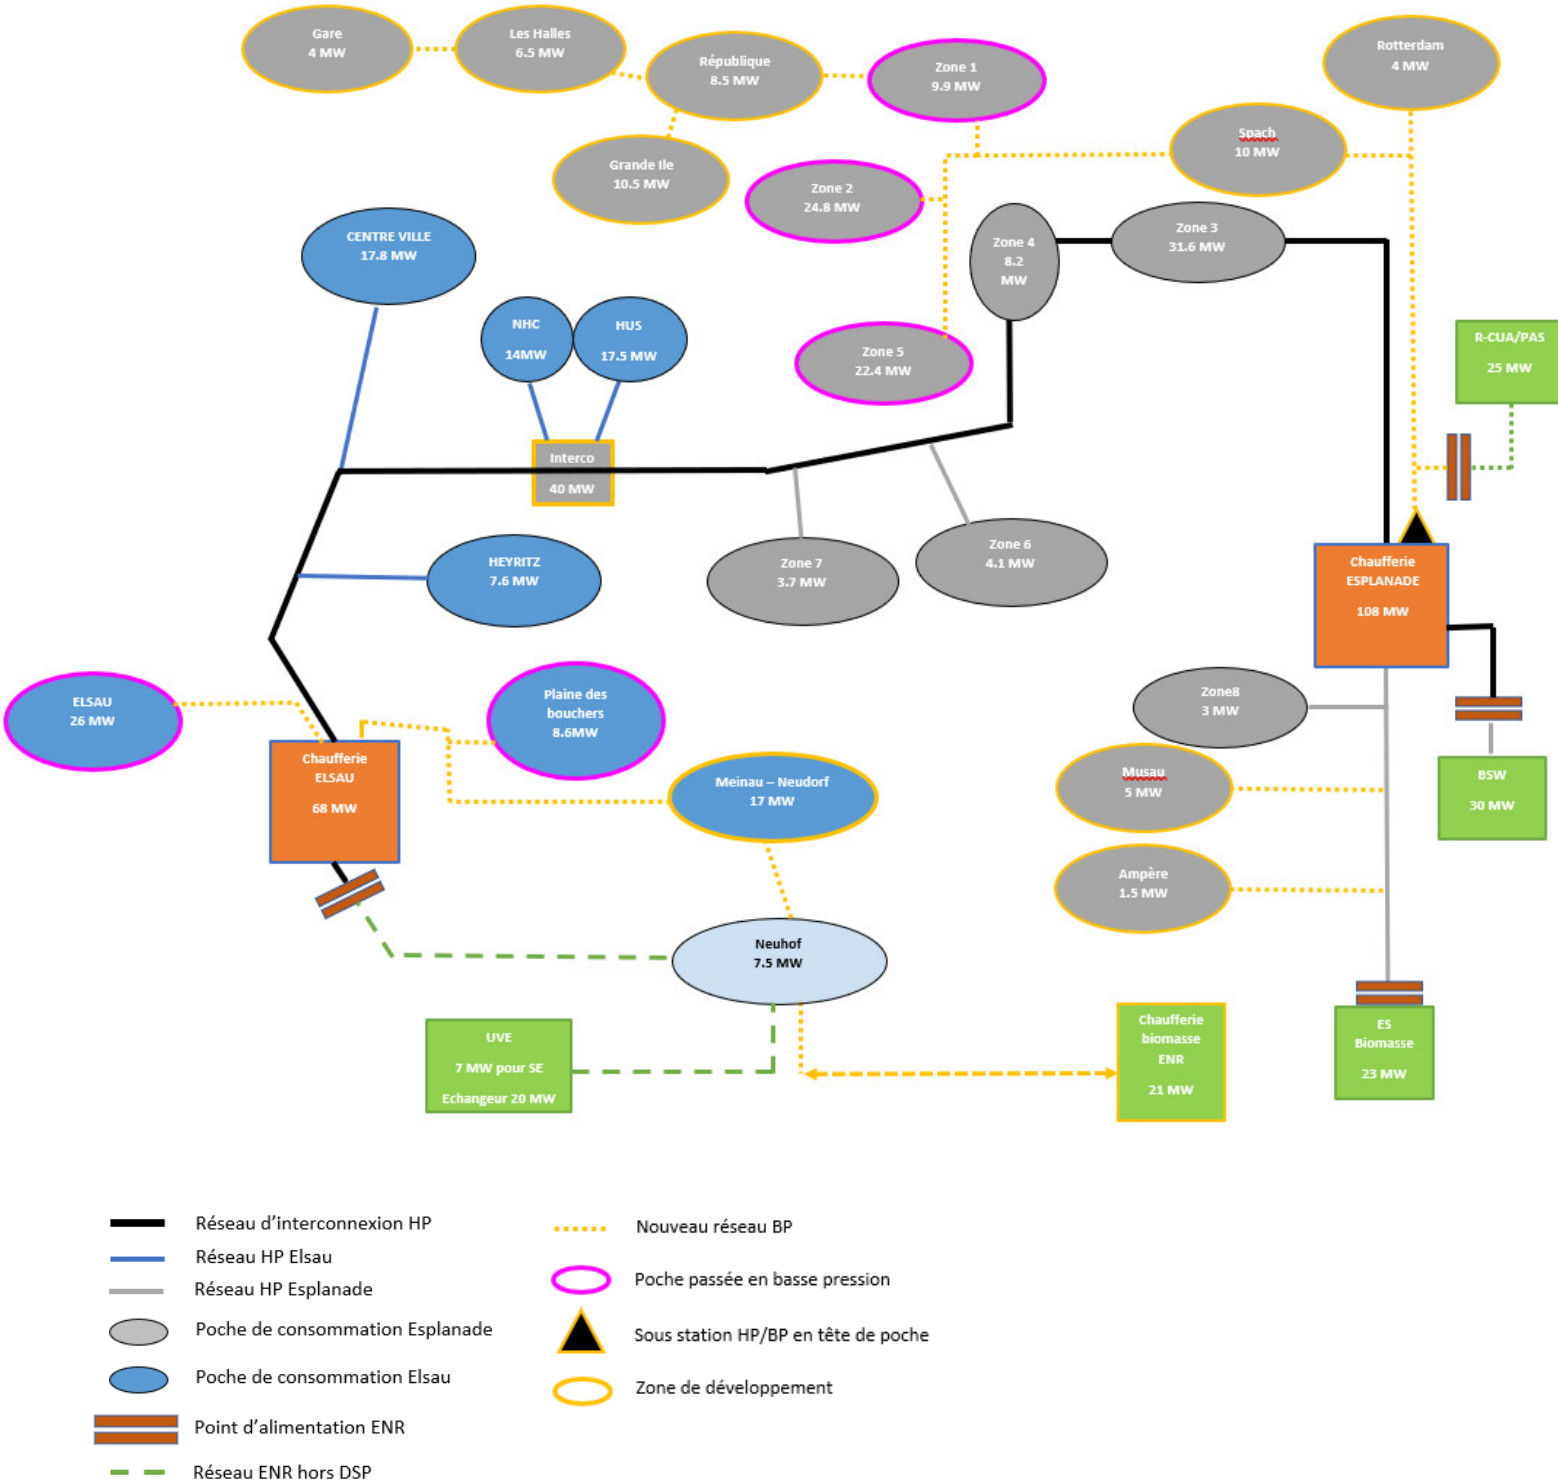 Gare
4 MW
Les Halles
6.5 MW
République
8.5 MW
Zone 1
9.9 MW
Rotterdam
4 MW
Grande Ile
10.5 MW
Spach
10 MW
Zone 2
24.8 MW
CENTRE VILLE
17.8 MW
Zone 4
8.2
MW
Zone 3
31.6 MW
NHC
14MW
HUS
17.5 MW
Zone 5
22.4 MW
R-CUA/PAS
25 MW
Interco
40 MW
HEYRITZ
7.6 MW
Zone 7
3.7 MW
Zone 6
4.1 MW
Chaufferie
ESPLANADE
108 MW
ELSAU
26 MW
Plaine des
bouchers
8.6MW
Zone8
3 MW
Chaufferie
ELSAU
68 MW
Meinau – Neudorf
17 MW
Musau
5 MW
BSW
30 MW
Ampère
1.5 MW
Neuhof
7.5 MW
UVE
7 MW pour SE
Echangeur 20 MW
Chaufferie
biomasse
ENR
21 MW
ES
Biomasse
23 MW
Réseau d'interconnexion HP
Réseau HP Elsau
Réseau HP Esplanade
Poche de consommation Esplanade
Poche de consommation Elsau
Point d'alimentation ENR
Réseau ENR hors DSP
Nouveau réseau BP
Poche passée en basse pression
Sous station HP/BP en tête de poche
Zone de développement